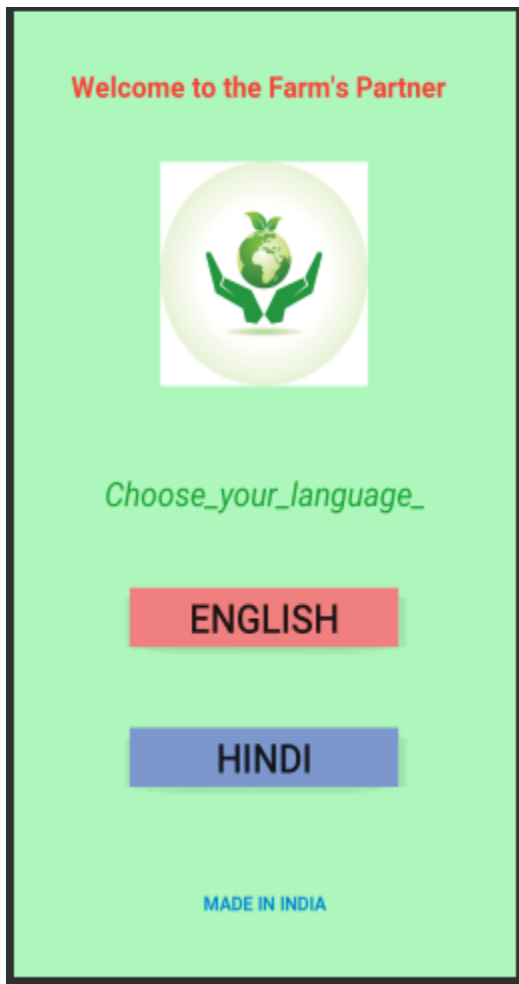 Welcome to the Farm's Partner
Choose_your_language_
ENGLISH
HINDI
MADE IN INDIA